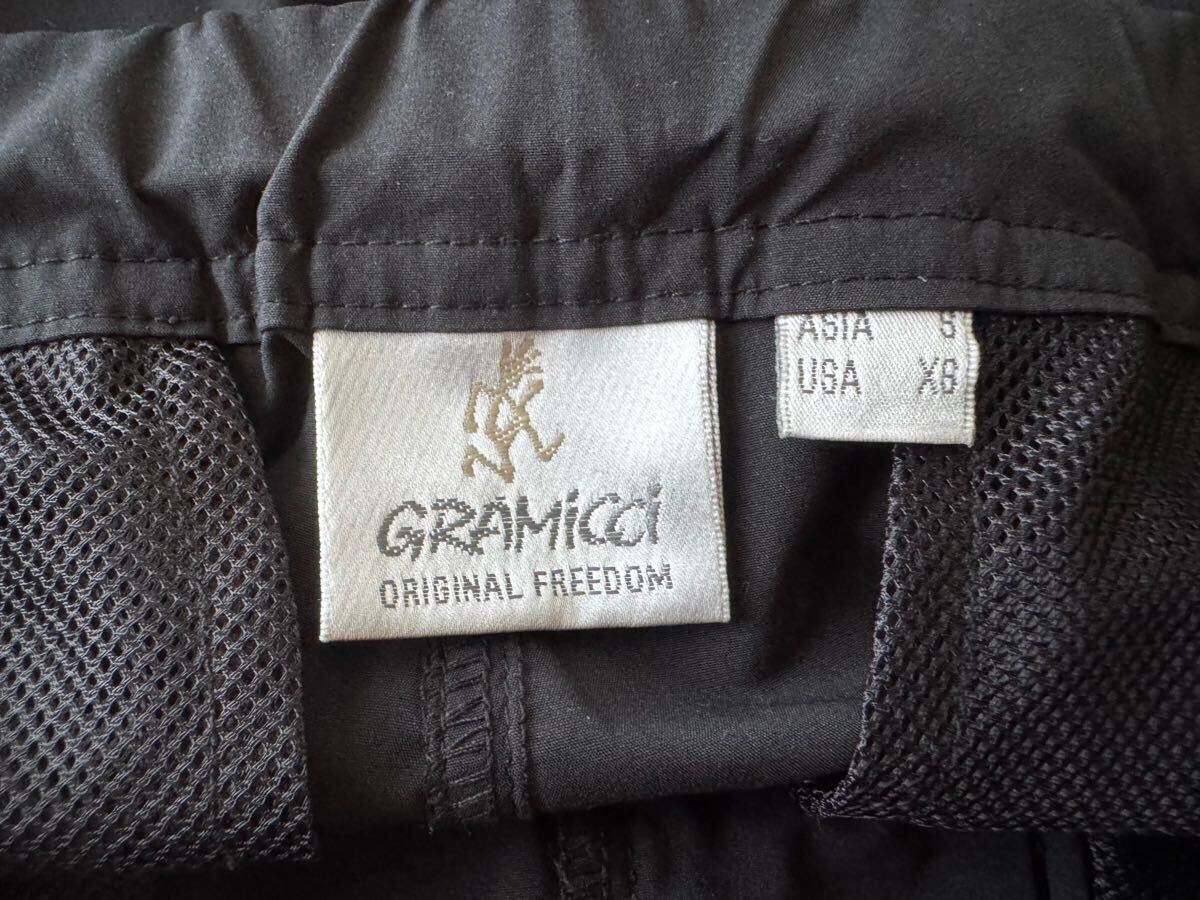 GRAMicci
ORIGINAL FREEDOM
ASIA S
USA XS